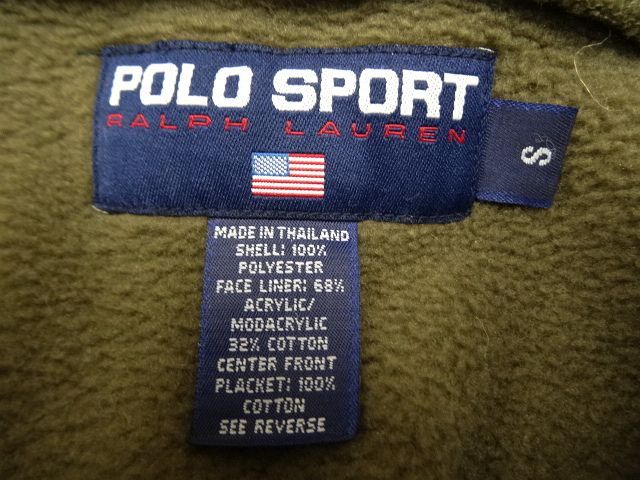 POLO SPORT
RALPH LAUREN
S
MADE IN THAILAND
SHELL: 100%
POLYESTER
FACE LINER: 68%
ACRYLIC/
MODACRYLIC
32% COTTON
CENTER FRONT
PLACKET: 100%
COTTON
SEE REVERSE